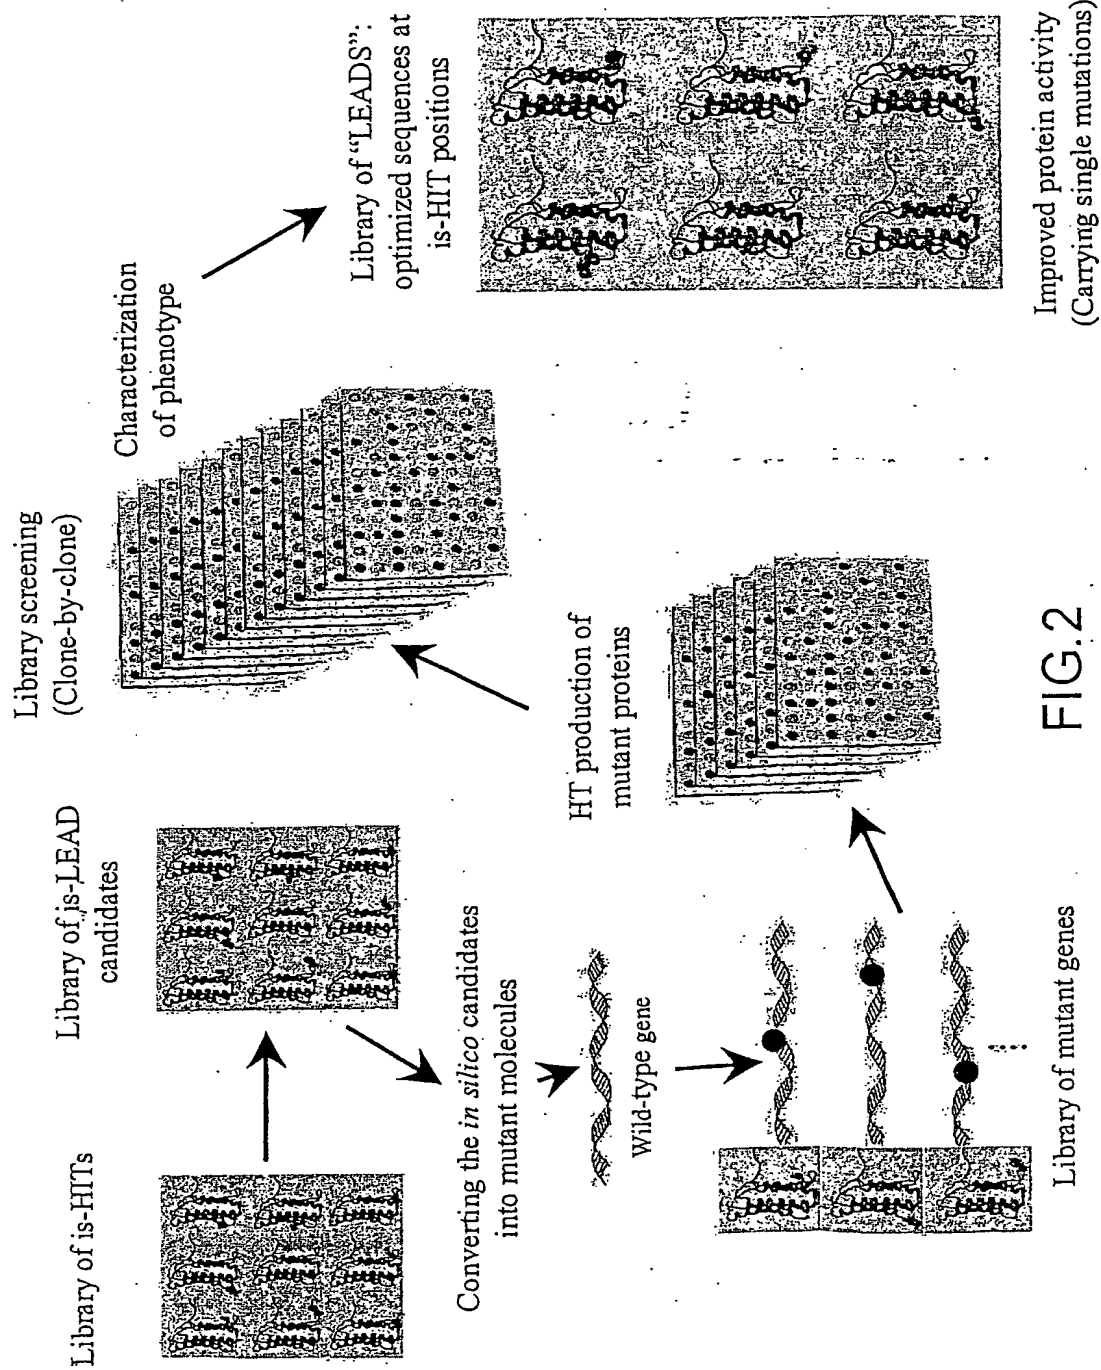 Library of is-HITs
Library of is-LEAD
candidates
Converting the in silico candidates
into mutant molecules
Wild-type gene
Library of mutant genes
HT production of
mutant proteins
Library screening
(Clone-by-clone)
Characterization
of phenotype
Library of "LEADS":
optimized sequences at
is-HIT positions
Improved protein activity
(Carrying single mutations)
FIG.2